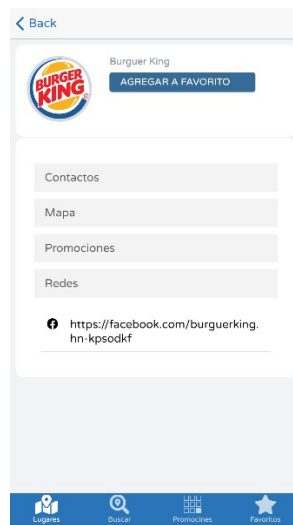 Back
Burguer King
BURGER
KING
AGREGAR A FAVORITO
Contactos
Mapa
Promociones
Redes
https://facebook.com/burguerking.
hn-kpsodkf
Lugares
Buscar
Promocines
Favoritos